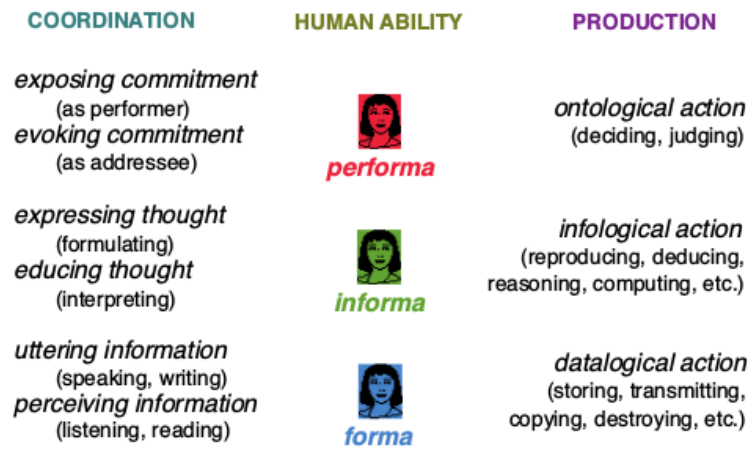 COORDINATION HUMAN ABILITY PRODUCTION
exposing commitment
(as performer)
evoking commitment
(as addressee)
performa
ontological action
(deciding, judging)
expressing thought
(formulating)
educing thought
(interpreting)
informa
infological action
(reproducing, deducing,
reasoning, computing, etc.)
uttering information
(speaking, writing)
perceiving information
(listening, reading)
forma
datalogical action
(storing, transmitting,
copying, destroying, etc.)